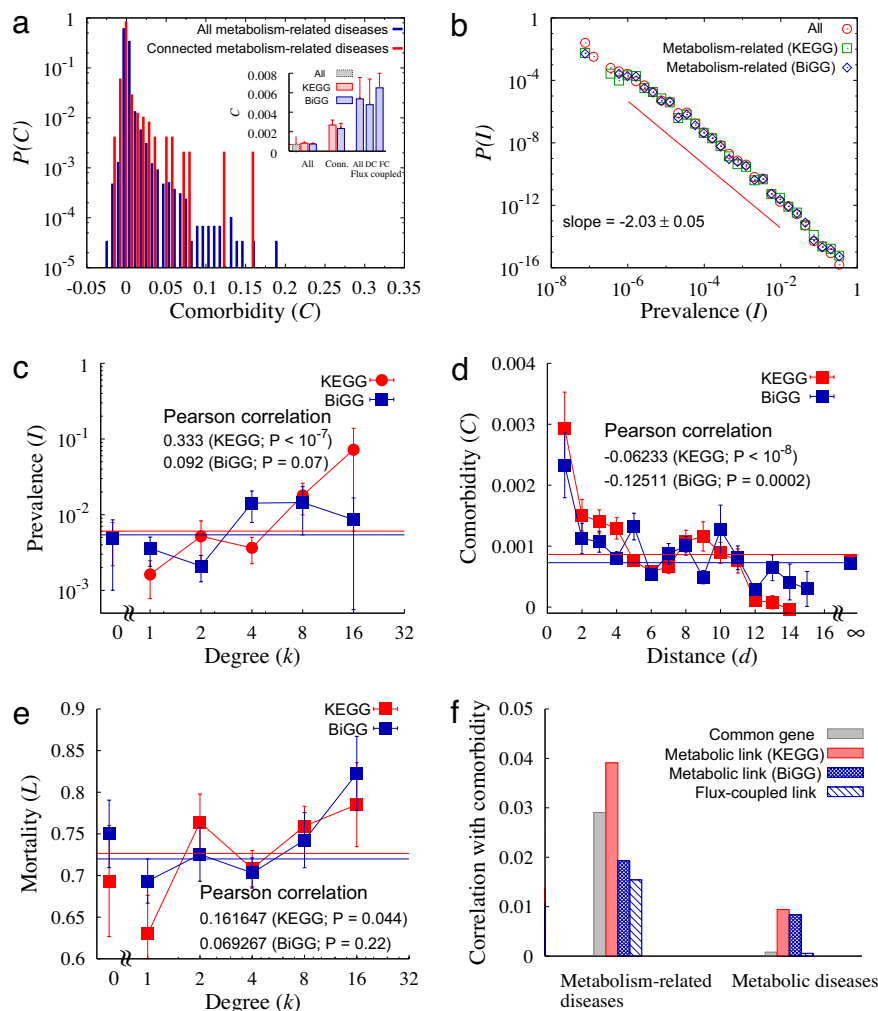 a
All metabolism-related diseases
Connected metabolism-related diseases
P(C)
1
10^-1
10^-2
10^-3
10^-4
10^-5
-0.05 0 0.05 0.15 0.25 0.35
Comorbidity (C)
All
KEGG
BiGG
C
0.008
0.006
0.004
0.002
0
All Conn. All DC FC
Flux coupled
b
All
Metabolism-related (KEGG)
Metabolism-related (BiGG)
P(I)
1
10^-4
10^-8
10^-12
10^-16
slope = -2.03 ± 0.05
10^-8 10^-6 10^-4 10^-2 1
Prevalence (I)
c
KEGG
BiGG
Pearson correlation
0.333 (KEGG; P < 10^-7)
0.092 (BiGG; P = 0.07)
Prevalence (I)
1
10^-1
10^-2
10^-3
0 1 2 4 8 16 32
Degree (k)
d
KEGG
BiGG
Pearson correlation
-0.06233 (KEGG; P < 10^-8)
-0.12511 (BiGG; P = 0.0002)
Comorbidity (C)
0.004
0.003
0.002
0.001
0
0 2 4 6 8 10 12 14 16 ∞
Distance (d)
e
KEGG
BiGG
Mortality (L)
0.9
0.85
0.8
0.75
0.7
0.65
0.6
Pearson correlation
0.161647 (KEGG; P = 0.044)
0.069267 (BiGG; P = 0.22)
0 1 2 4 8 16 32
Degree (k)
f
Common gene
Metabolic link (KEGG)
Metabolic link (BiGG)
Flux-coupled link
Correlation with comorbidity
0.05
0.04
0.03
0.02
0.01
0
Metabolism-related
diseases
Metabolic diseases